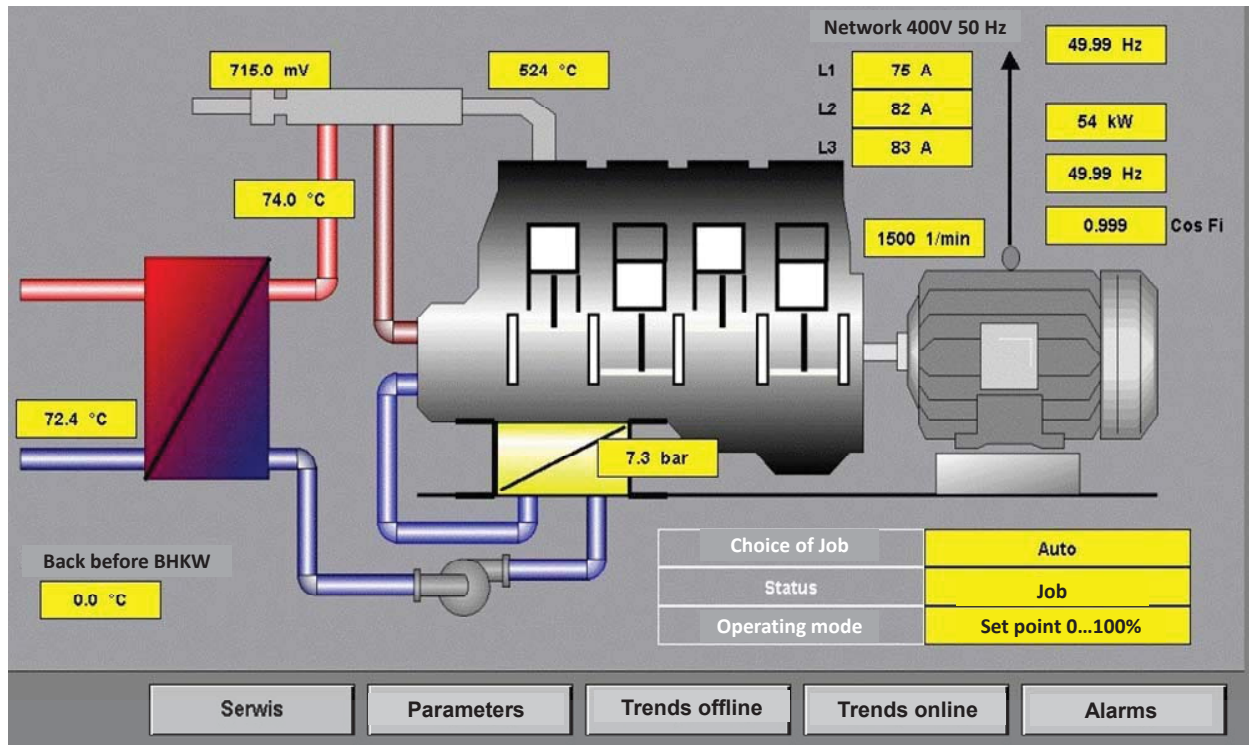 Network 400V 50 Hz
49.99 Hz
715.0 mV
524 °C
L1 75 A
L2 82 A
54 kW
L3 83 A
49.99 Hz
74.0 °C
0.999 Cos Fi
1500 1/min
72.4 °C
7.3 bar
Back before BHKW
0.0 °C
Choice of Job Auto
Status Job
Operating mode Set point 0...100%
Serwis Parameters Trends offline Trends online Alarms